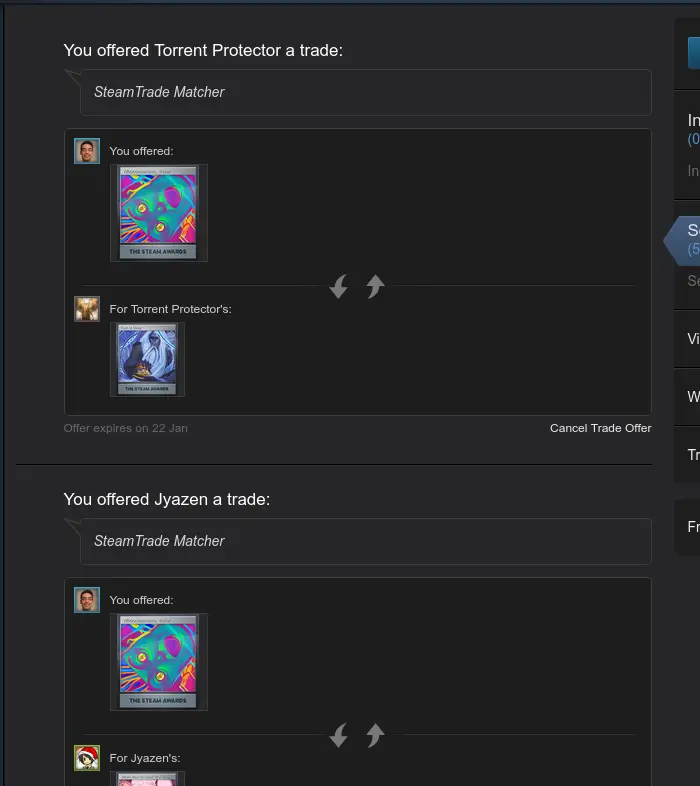 You offered Torrent Protector a trade:
SteamTrade Matcher
You offered:
THE STEAM AWARDS
For Torrent Protector's:
THE STEAM AWARDS
Offer expires on 22 Jan
Cancel Trade Offer
You offered Jyazen a trade:
SteamTrade Matcher
You offered:
THE STEAM AWARDS
For Jyazen's:
In
(0
In
S
(5
Se
Vi
W
Tr
Fr